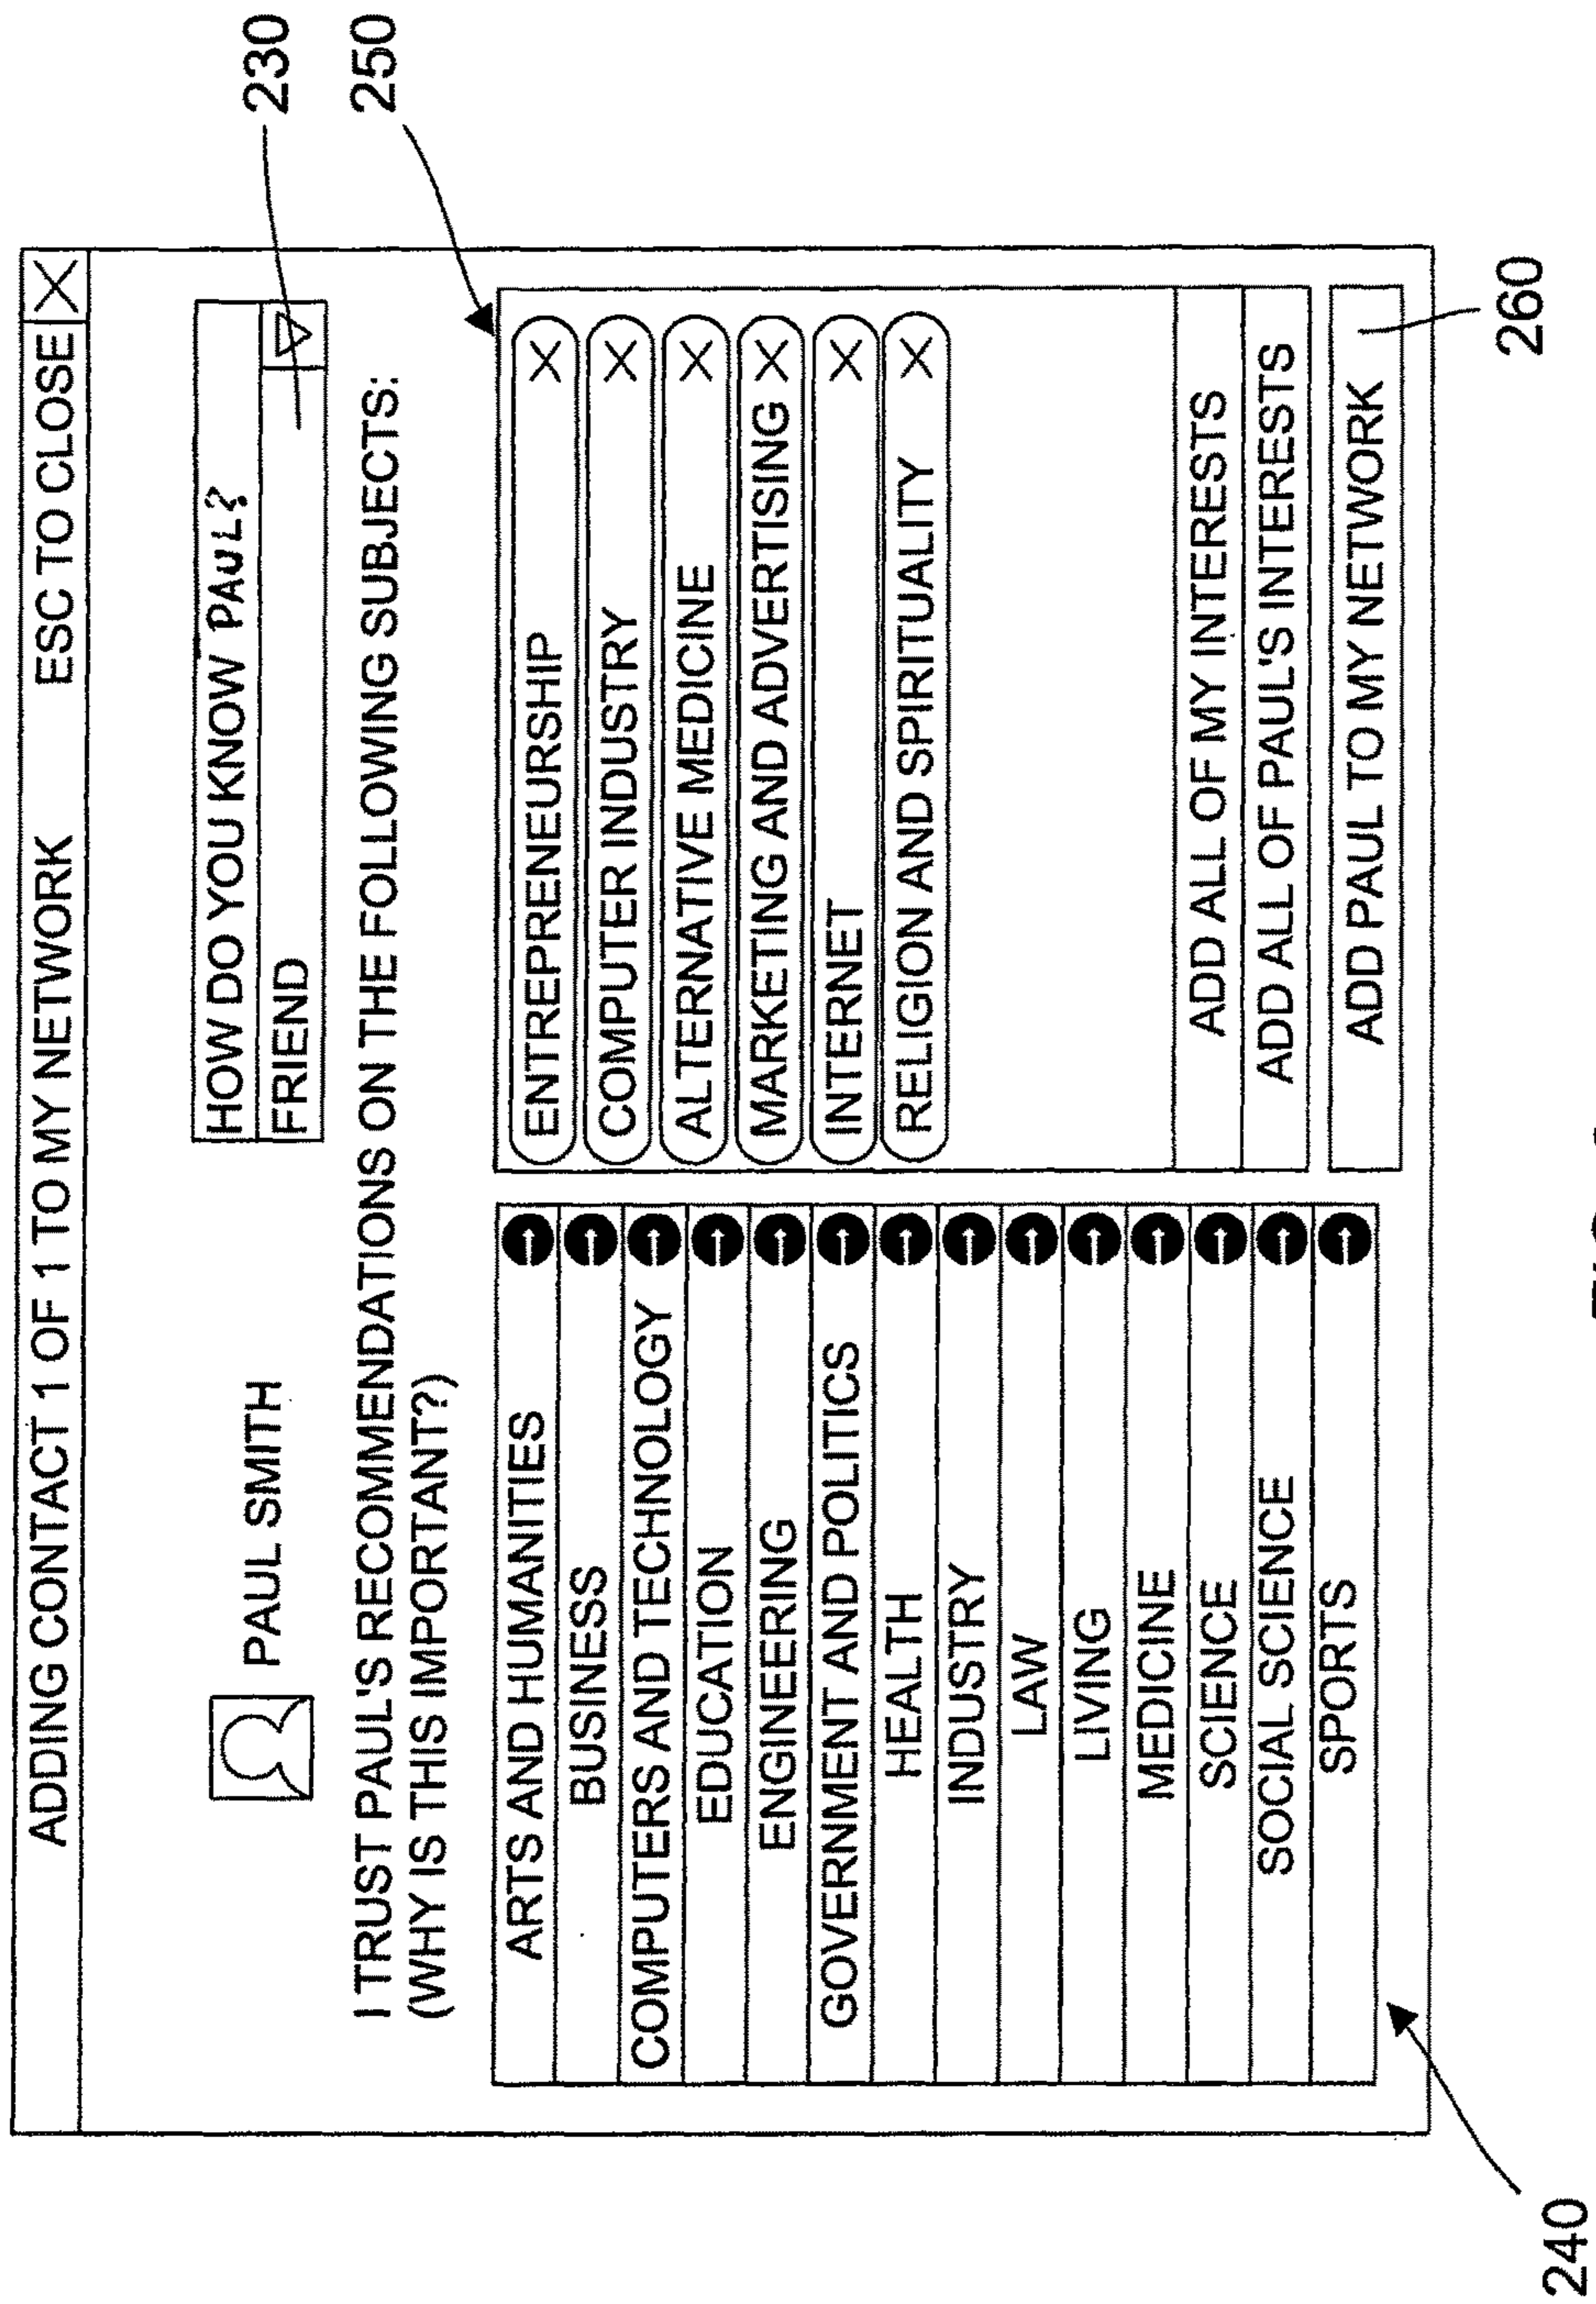 ADDING CONTACT 1 OF 1 TO MY NETWORK ESC TO CLOSE X
PAUL SMITH
HOW DO YOU KNOW PAUL?
FRIEND
230
I TRUST PAUL'S RECOMMENDATIONS ON THE FOLLOWING SUBJECTS:
(WHY IS THIS IMPORTANT?)
250
ARTS AND HUMANITIES
BUSINESS
COMPUTERS AND TECHNOLOGY
EDUCATION
ENGINEERING
GOVERNMENT AND POLITICS
HEALTH
INDUSTRY
LAW
LIVING
MEDICINE
SCIENCE
SOCIAL SCIENCE
SPORTS
240
ENTREPRENEURSHIP X
COMPUTER INDUSTRY X
ALTERNATIVE MEDICINE X
MARKETING AND ADVERTISING X
INTERNET X
RELIGION AND SPIRITUALITY X
ADD ALL OF MY INTERESTS
ADD ALL OF PAUL'S INTERESTS
ADD PAUL TO MY NETWORK
260